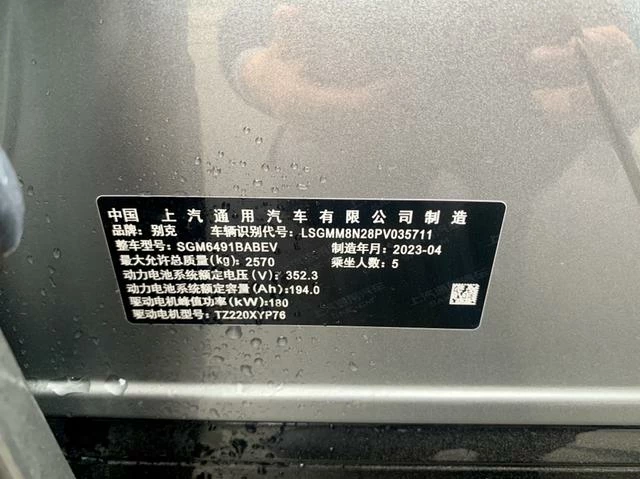 中国 上汽通用汽车有限公司制造
品牌：别克 车辆识别代号：LSGMM8N28PV035711
整车型号：SGM6491BABEV 制造年月：2023-04
最大允许总质量(kg)：2570 乘坐人数：5
动力电池系统额定电压(V)：352.3
动力电池系统额定容量(Ah):194.0
驱动电机峰值功率(kW):180
驱动电机型号：TZ220XYP76